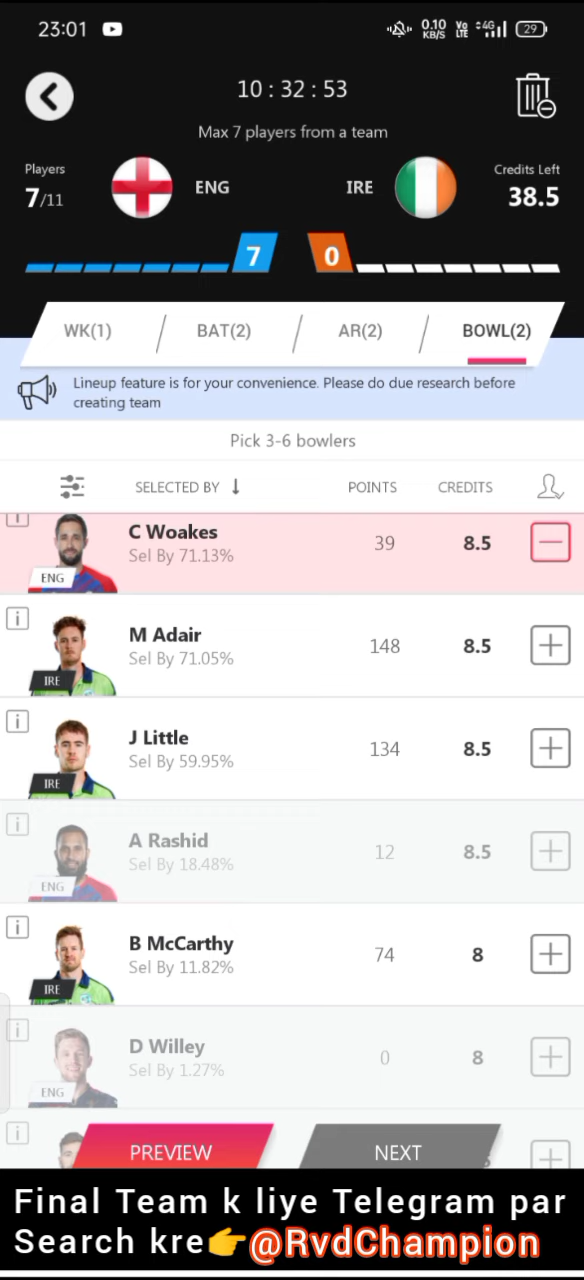 23:01
0.10 KB/S Vo LTE 4G 29
10 : 32 : 53
Max 7 players from a team
Players
7/11
ENG
IRE
Credits Left
38.5
7
0
WK(1)
BAT(2)
AR(2)
BOWL(2)
Lineup feature is for your convenience. Please do due research before
creating team
Pick 3-6 bowlers
SELECTED BY ↓ POINTS CREDITS
C Woakes
Sel By 71.13%
39 8.5
ENG
M Adair
Sel By 71.05%
148 8.5
IRE
J Little
Sel By 59.95%
134 8.5
IRE
A Rashid
Sel By 18.48%
12 8.5
ENG
B McCarthy
Sel By 11.82%
74 8
IRE
D Willey
Sel By 1.27%
0 8
ENG
PREVIEW
NEXT
Final Team k liye Telegram par
Search kre👉@RvdChampion